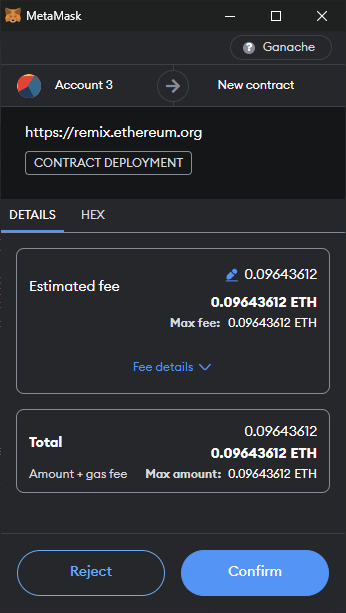 MetaMask
Ganache
Account 3
New contract
https://remix.ethereum.org
CONTRACT DEPLOYMENT
DETAILS HEX
Estimated fee
0.09643612
0.09643612 ETH
Max fee: 0.09643612 ETH
Fee details
Total
0.09643612
0.09643612 ETH
Amount + gas fee
Max amount: 0.09643612 ETH
Reject
Confirm